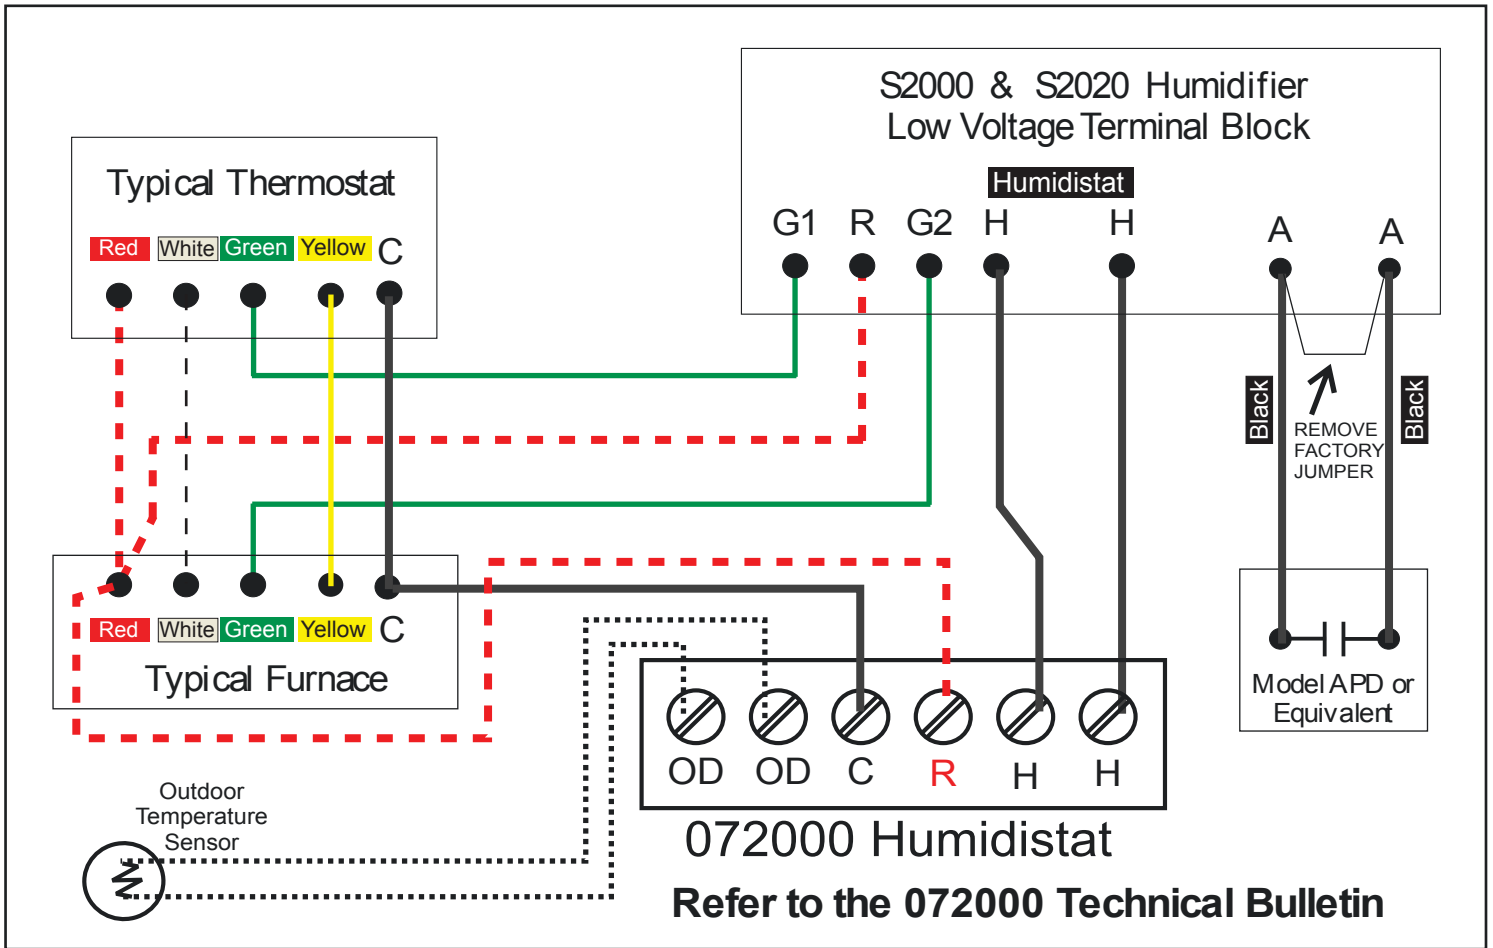 S2000 & S2020 Humidifier
Low Voltage Terminal Block
Humidistat
G1 R G2 H H A A
Typical Thermostat
Red White Green Yellow C
Black
Black
REMOVE
FACTORY
JUMPER
Red White Green Yellow C
Typical Furnace
Model APD or
Equivalent
OD OD C R H H
072000 Humidistat
Outdoor
Temperature
Sensor
Refer to the 072000 Technical Bulletin